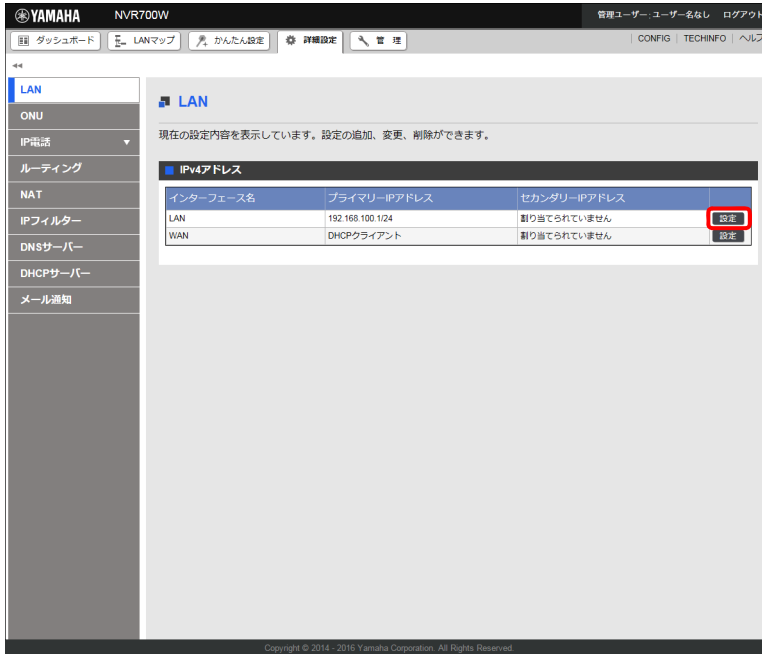 YAMAHA NVR700W 管理ユーザー:ユーザー名なし ログアウト
ダッシュボード LANマップ かんたん設定 詳細設定 管 理 CONFIG | TECHINFO | ヘルプ
LAN
ONU
IP電話 ▼
ルーティング
NAT
IPフィルター
DNSサーバー
DHCPサーバー
メール通知
LAN
現在の設定内容を表示しています。設定の追加、変更、削除ができます。
IPv4アドレス
インターフェース名 プライマリーIPアドレス セカンダリーIPアドレス
LAN 192.168.100.1/24 割り当てられていません 設定
WAN DHCPクライアント 割り当てられていません 設定
Copyright © 2014 - 2016 Yamaha Corporation. All Rights Reserved.